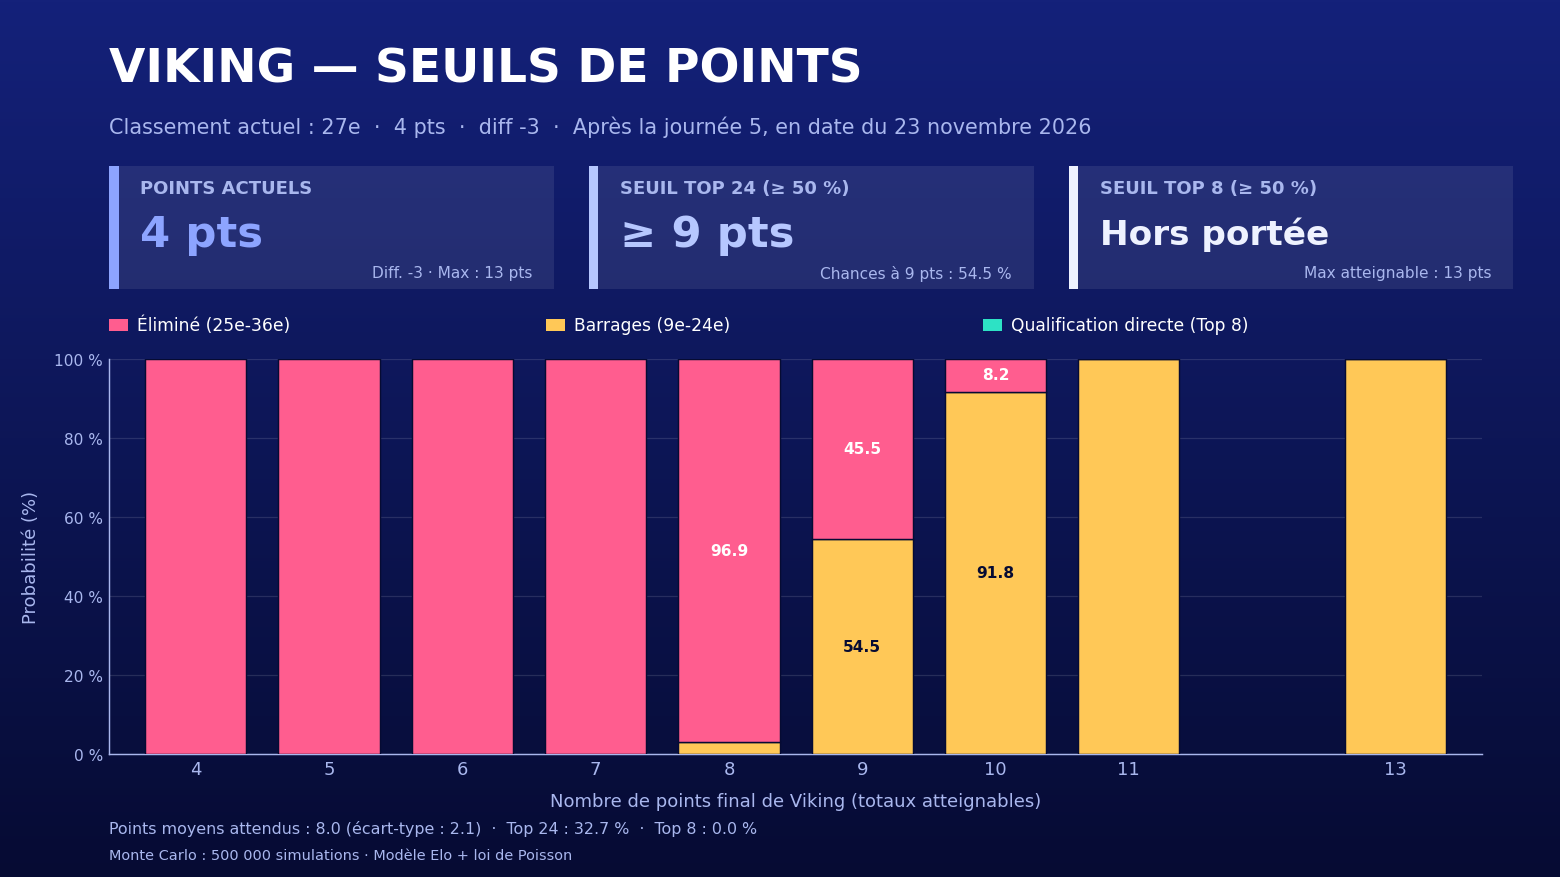 VIKING — SEUILS DE POINTS
Classement actuel : 27e · 4 pts · diff -3 · Après la journée 5, en date du 23 novembre 2026
POINTS ACTUELS
4 pts
Diff. -3 · Max : 13 pts
SEUIL TOP 24 (≥ 50 %)
≥ 9 pts
Chances à 9 pts : 54.5 %
SEUIL TOP 8 (≥ 50 %)
Hors portée
Max atteignable : 13 pts
Éliminé (25e-36e)
Barrages (9e-24e)
Qualification directe (Top 8)
Probabilité (%)
100 %
80 %
60 %
40 %
20 %
0 %
96.9
45.5
54.5
8.2
91.8
4 5 6 7 8 9 10 11 13
Nombre de points final de Viking (totaux atteignables)
Points moyens attendus : 8.0 (écart-type : 2.1) · Top 24 : 32.7 % · Top 8 : 0.0 %
Monte Carlo : 500 000 simulations · Modèle Elo + loi de Poisson